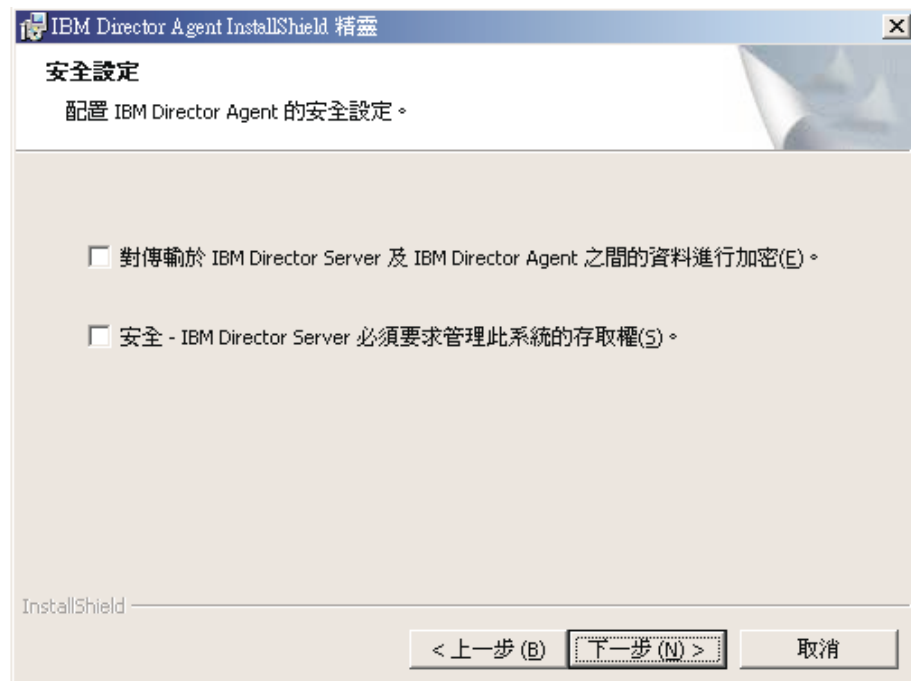 IBM Director Agent InstallShield 精靈
安全設定
配置 IBM Director Agent 的安全設定。
對傳輸於 IBM Director Server 及 IBM Director Agent 之間的資料進行加密(E)。
安全 - IBM Director Server 必須要求管理此系統的存取權(S)。
InstallShield
< 上一步 (B) 下一步 (N) > 取消